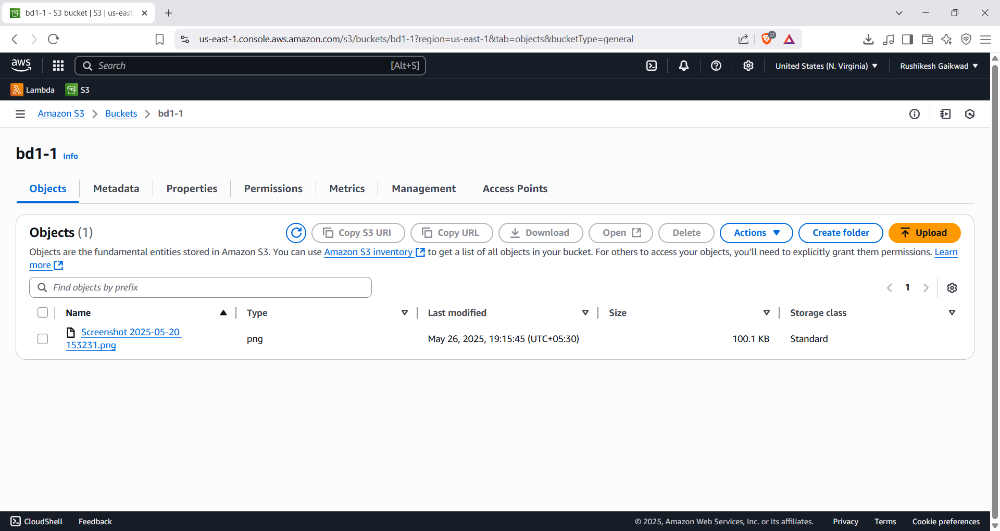 bd1-1 - S3 bucket | S3 | us-east
us-east-1.console.aws.amazon.com/s3/buckets/bd1-1?region=us-east-1&tab=objects&bucketType=general
57
aws
Search
[Alt+S]
United States (N. Virginia)
Rushikesh Gaikwad
Lambda
S3
Amazon S3
Buckets
bd1-1
bd1-1 Info
Objects
Metadata
Properties
Permissions
Metrics
Management
Access Points
Objects (1)
Copy S3 URI
Copy URL
Download
Open
Delete
Actions
Create folder
Upload
Objects are the fundamental entities stored in Amazon S3. You can use Amazon S3 inventory to get a list of all objects in your bucket. For others to access your objects, you'll need to explicitly grant them permissions. Learn
more
Find objects by prefix
1
Name
Type
Last modified
Size
Storage class
Screenshot 2025-05-20
153231.png
png
May 26, 2025, 19:15:45 (UTC+05:30)
100.1 KB
Standard
CloudShell
Feedback
© 2025, Amazon Web Services, Inc. or its affiliates.
Privacy
Terms
Cookie preferences